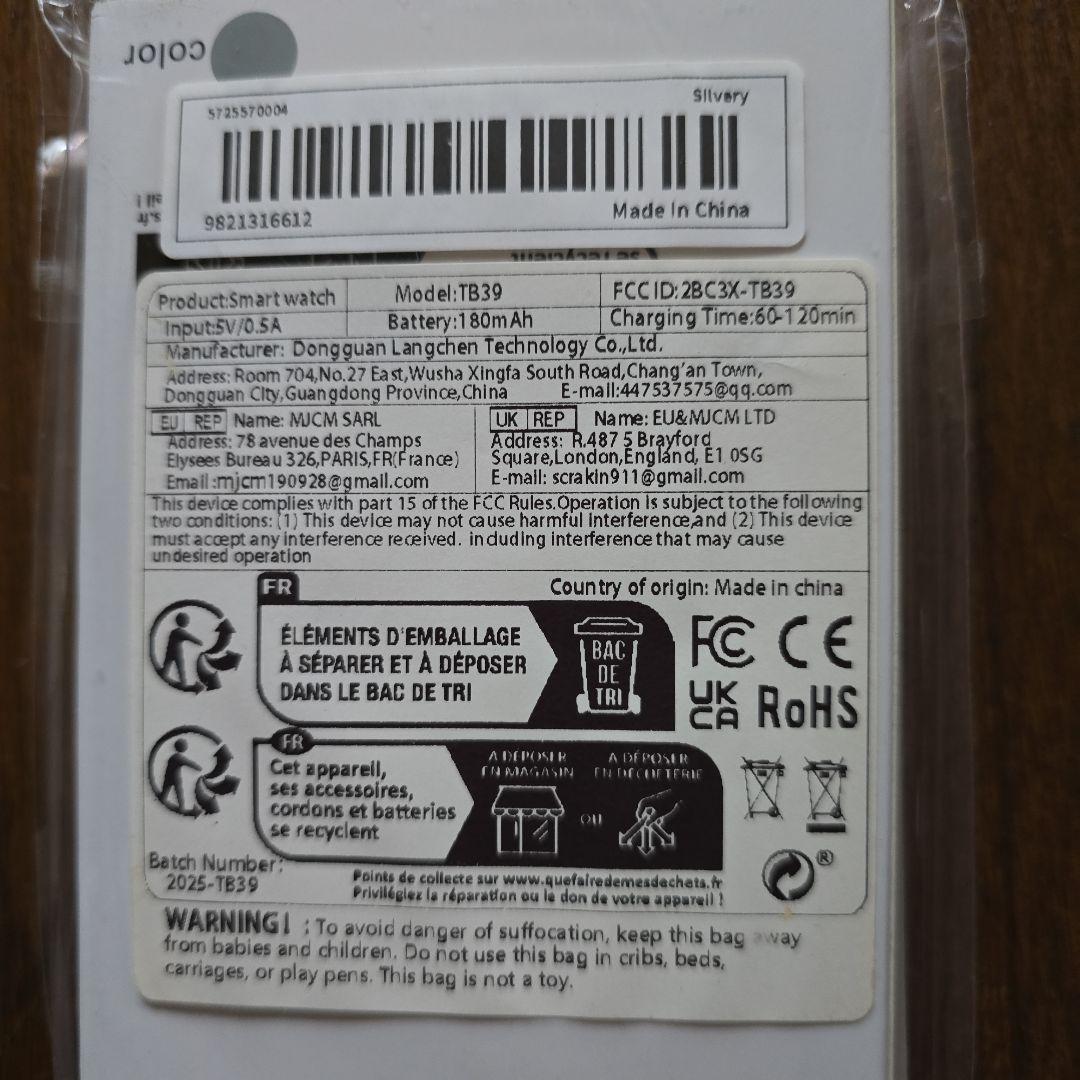 color
5725570004
Silvery
9821316612
Made In China
se recyclent
Product:Smart watch
Model:TB39
FCC ID:2BC3X-TB39
Input:5V/0.5A
Battery:180mAh
Charging Time:60-120min
Manufacturer: Dongguan Langchen Technology Co.,Ltd.
Address: Room 704,No.27 East,Wusha Xingfa South Road,Chang'an Town,
Dongguan City,Guangdong Province,China E-mail:447537575@qq.com
EU REP Name: MJCM SARL
Address: 78 avenue des Champs
Elysees Bureau 326,PARIS,FR(France)
Email:mjcm190928@gmail.com
UK REP Name: EU&MJCM LTD
Address: R.487 5 Brayford
Square,London,England, E1 0SG
E-mail: scrakin911@gmail.com
This device complies with part 15 of the FCC Rules.Operation is subject to the following
two conditions: (1) This device may not cause harmful interference,and (2) This device
must accept any interference received. including interference that may cause
undesired operation
Country of origin: Made in china
FR
ÉLÉMENTS D'EMBALLAGE
À SÉPARER ET À DÉPOSER
DANS LE BAC DE TRI
BAC
DE
TRI
FC CE
UK
CA RoHS
FR
Cet appareil,
ses accessoires,
cordons et batteries
se recyclent
A DÉPOSER
EN MAGASIN
OU
A DÉPOSER
EN DÉCHÈTERIE
®
Batch Number:
2025-TB39
Points de collecte sur www.quefairedemesdechets.fr
Privilégiez la réparation ou le don de votre appareil !
WARNING! : To avoid danger of suffocation, keep this bag away
from babies and children. Do not use this bag in cribs, beds,
carriages, or play pens. This bag is not a toy.